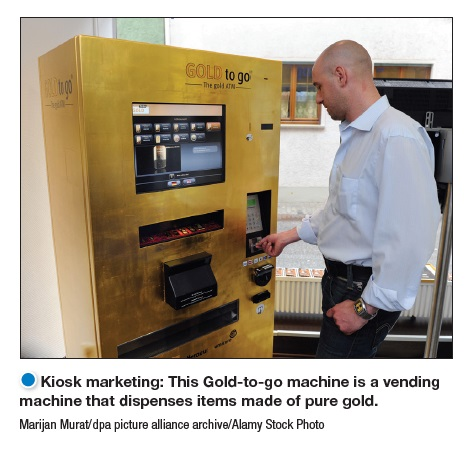 GOLD to go
The gold ATM
GOLD to go
Kiosk marketing: This Gold-to-go machine is a vending
machine that dispenses items made of pure gold.
Marijan Murat/dpa picture alliance archive/Alamy Stock Photo